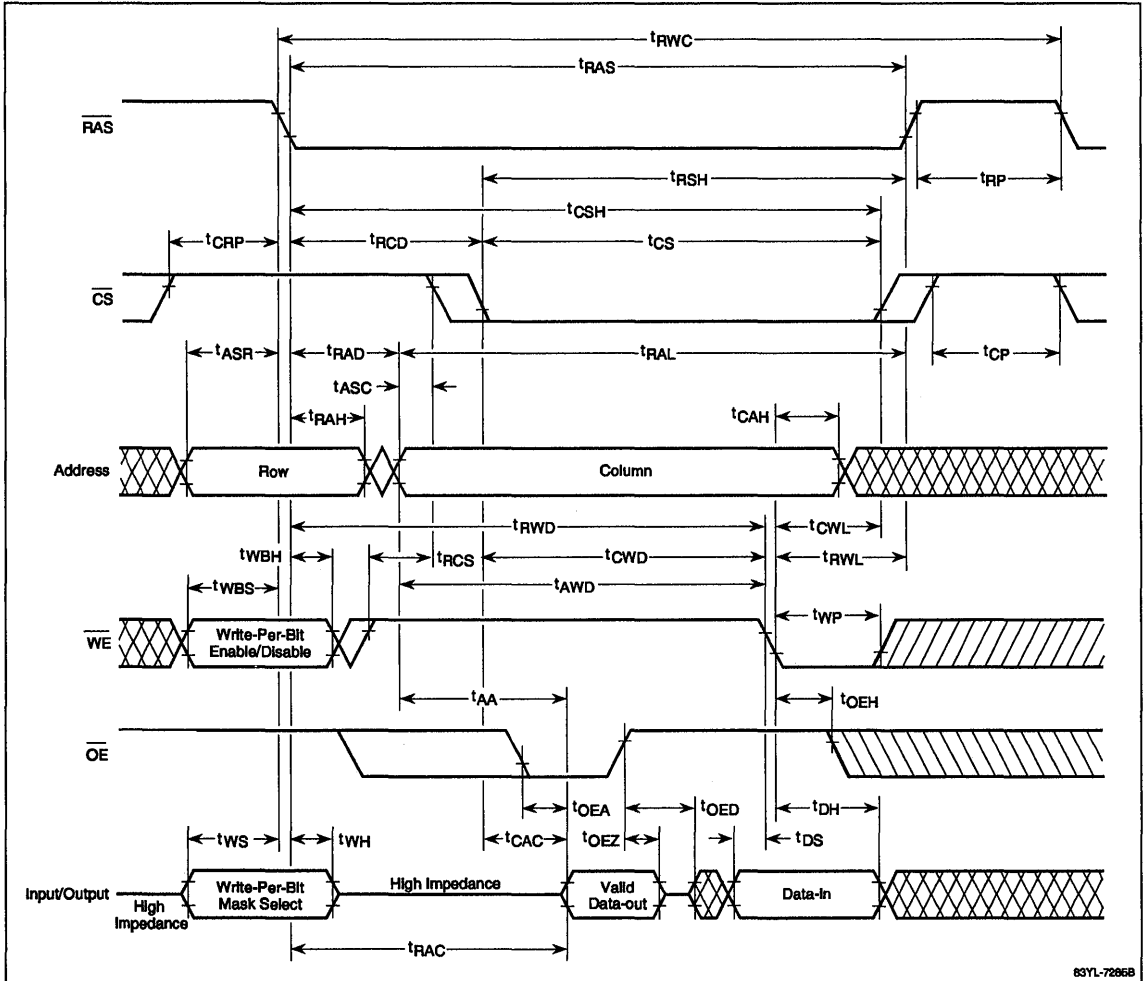 tRWC
tRAS
RAS
tRSH
tRP
tCSH
tCRP
tRCD
tCS
CS
tASR
tRAD
tRAL
tCP
tASC
tRAH
tCAH
Address
Row
Column
tRWD
tCWL
tWBH
tRCS
tCWD
tRWL
tWBS
tAWD
tWP
WE
Write-Per-Bit
Enable/Disable
tAA
tOEH
OE
tOEA
tOED
tDH
tWS
tWH
tCAC
tOEZ
tDS
Input/Output
High
Impedance
Write-Per-Bit
Mask Select
High Impedance
Valid
Data-out
Data-in
tRAC
83YL-7285B